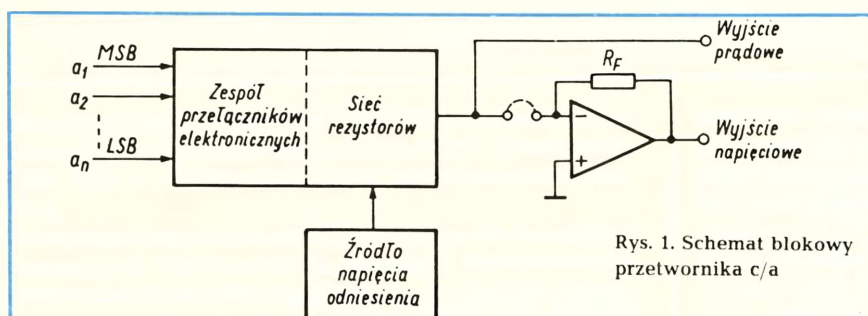 a₁
MSB
a₂
aₙ
LSB
Zespół
przełączników
elektronicznych
Sieć
rezystorów
Źródło
napięcia
odniesienia
R_F
−
+
Wyjście
prądowe
Wyjście
napięciowe
Rys. 1. Schemat blokowy
przetwornika c/a